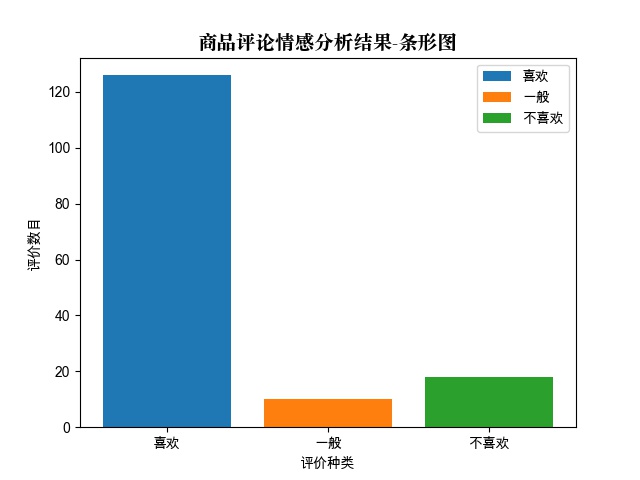 商品评论情感分析结果-条形图
喜欢
一般
不喜欢
评价数目
120
100
80
60
40
20
0
喜欢 一般 不喜欢
评价种类